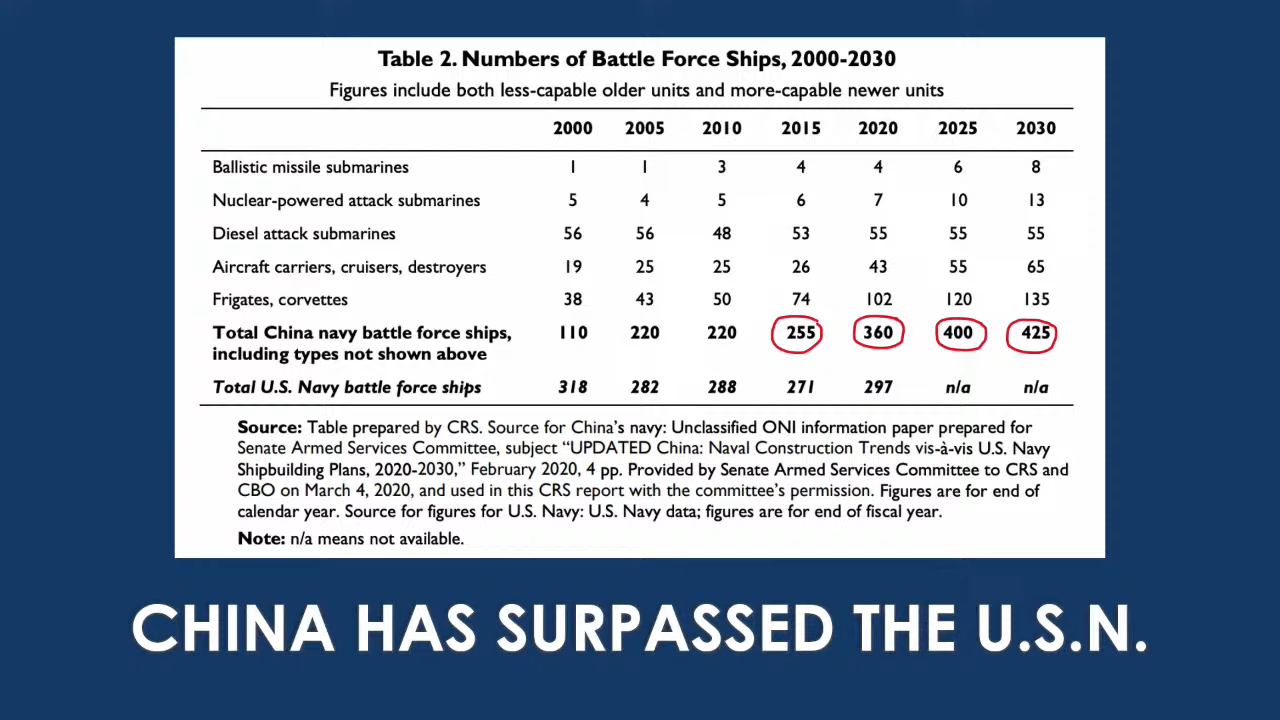 Table 2. Numbers of Battle Force Ships, 2000-2030
Figures include both less-capable older units and more-capable newer units
2000 2005 2010 2015 2020 2025 2030
Ballistic missile submarines 1 1 3 4 4 6 8
Nuclear-powered attack submarines 5 4 5 6 7 10 13
Diesel attack submarines 56 56 48 53 55 55 55
Aircraft carriers, cruisers, destroyers 19 25 25 26 43 55 65
Frigates, corvettes 38 43 50 74 102 120 135
Total China navy battle force ships, 110 220 220 255 360 400 425
including types not shown above
Total U.S. Navy battle force ships 318 282 288 271 297 n/a n/a
Source: Table prepared by CRS. Source for China's navy: Unclassified ONI information paper prepared for
Senate Armed Services Committee, subject “UPDATED China: Naval Construction Trends vis-à-vis U.S. Navy
Shipbuilding Plans, 2020-2030,” February 2020, 4 pp. Provided by Senate Armed Services Committee to CRS and
CBO on March 4, 2020, and used in this CRS report with the committee's permission. Figures are for end of
calendar year. Source for figures for U.S. Navy: U.S. Navy data; figures are for end of fiscal year.
Note: n/a means not available.
CHINA HAS SURPASSED THE U.S.N.